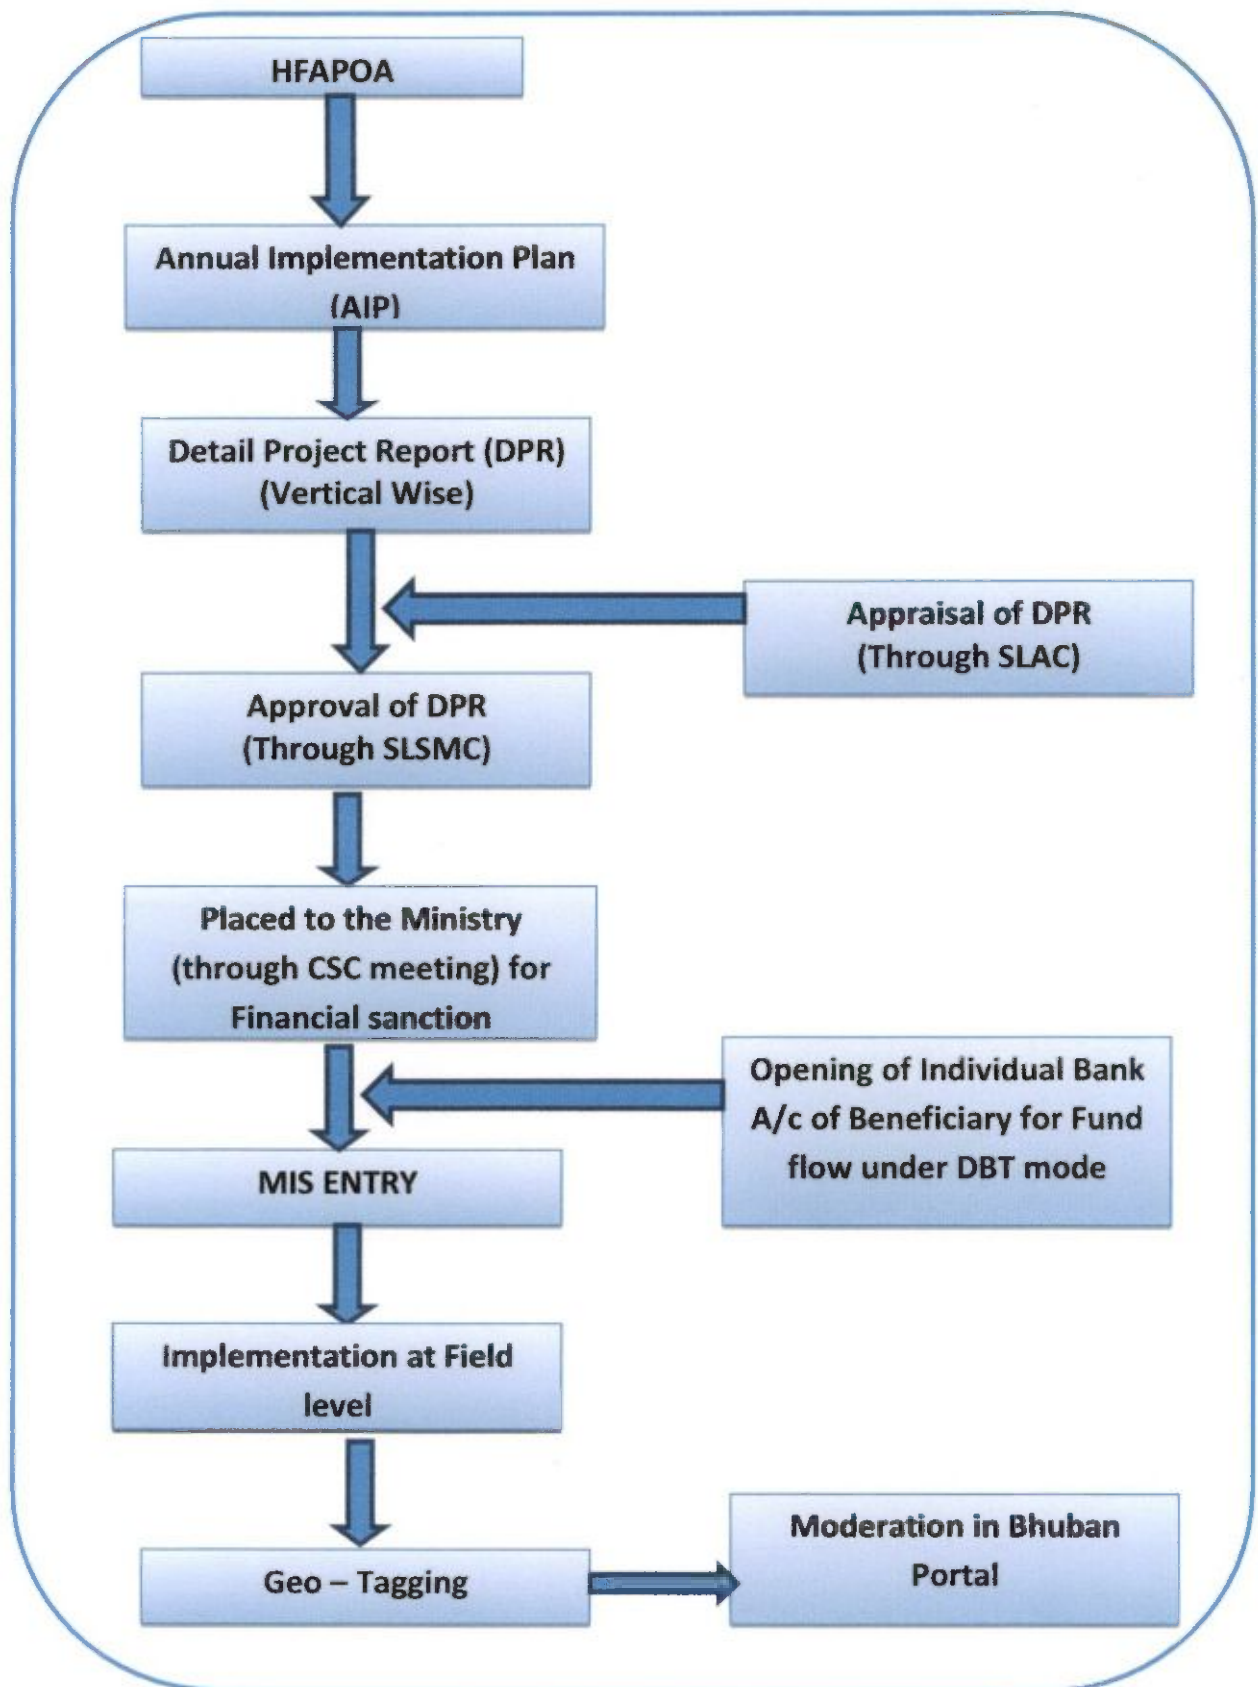 HFAPOA
Annual Implementation Plan
(AIP)
Detail Project Report (DPR)
(Vertical Wise)
Appraisal of DPR
(Through SLAC)
Approval of DPR
(Through SLSMC)
Placed to the Ministry
(through CSC meeting) for
Financial sanction
Opening of Individual Bank
A/c of Beneficiary for Fund
flow under DBT mode
MIS ENTRY
Implementation at Field
level
Geo – Tagging
Moderation in Bhuban
Portal